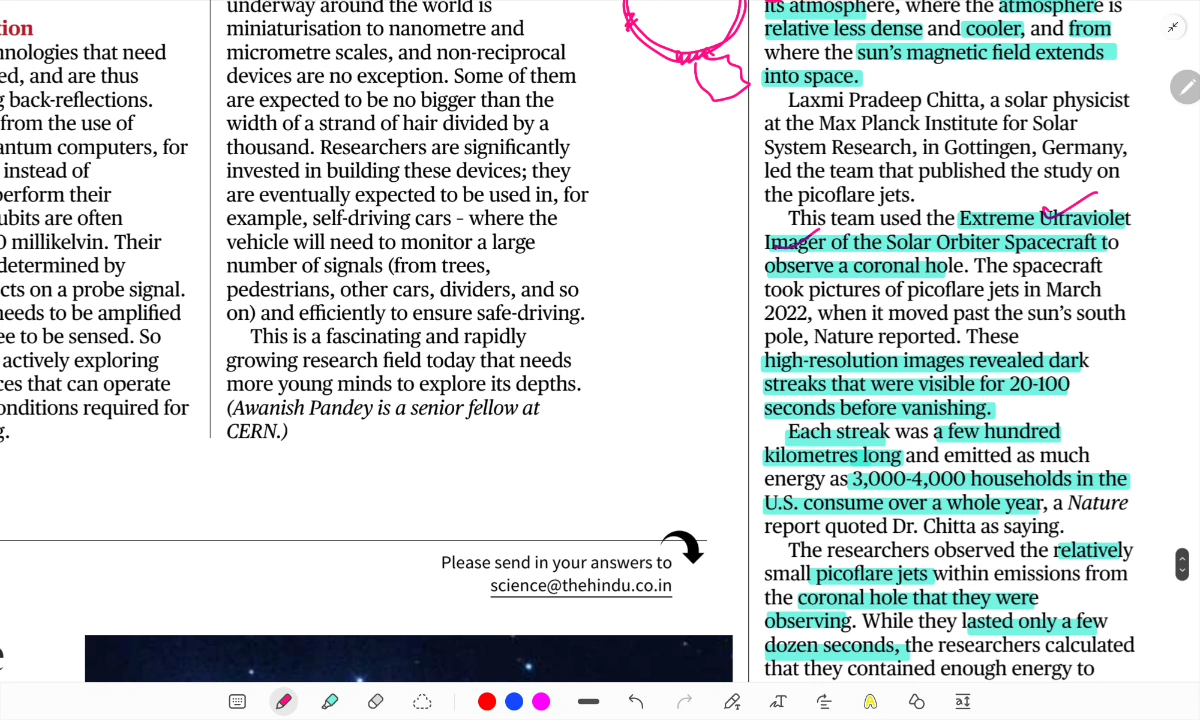 tion
hnologies that need
ed, and are thus
g back-reflections.
from the use of
antum computers, for
instead of
perform their
ubits are often
0 millikelvin. Their
determined by
cts on a probe signal.
needs to be amplified
ee to be sensed. So
actively exploring
ces that can operate
onditions required for
g.
underway around the world is
miniaturisation to nanometre and
micrometre scales, and non-reciprocal
devices are no exception. Some of them
are expected to be no bigger than the
width of a strand of hair divided by a
thousand. Researchers are significantly
invested in building these devices; they
are eventually expected to be used in, for
example, self-driving cars – where the
vehicle will need to monitor a large
number of signals (from trees,
pedestrians, other cars, dividers, and so
on) and efficiently to ensure safe-driving.
This is a fascinating and rapidly
growing research field today that needs
more young minds to explore its depths.
(Awanish Pandey is a senior fellow at
CERN.)
Please send in your answers to
science@thehindu.co.in
e
its atmosphere, where the atmosphere is
relative less dense and cooler, and from
where the sun's magnetic field extends
into space.
Laxmi Pradeep Chitta, a solar physicist
at the Max Planck Institute for Solar
System Research, in Gottingen, Germany,
led the team that published the study on
the picoflare jets.
This team used the Extreme Ultraviolet
Imager of the Solar Orbiter Spacecraft to
observe a coronal hole. The spacecraft
took pictures of picoflare jets in March
2022, when it moved past the sun's south
pole, Nature reported. These
high-resolution images revealed dark
streaks that were visible for 20-100
seconds before vanishing.
Each streak was a few hundred
kilometres long and emitted as much
energy as 3,000-4,000 households in the
U.S. consume over a whole year, a Nature
report quoted Dr. Chitta as saying.
The researchers observed the relatively
small picoflare jets within emissions from
the coronal hole that they were
observing. While they lasted only a few
dozen seconds, the researchers calculated
that they contained enough energy to